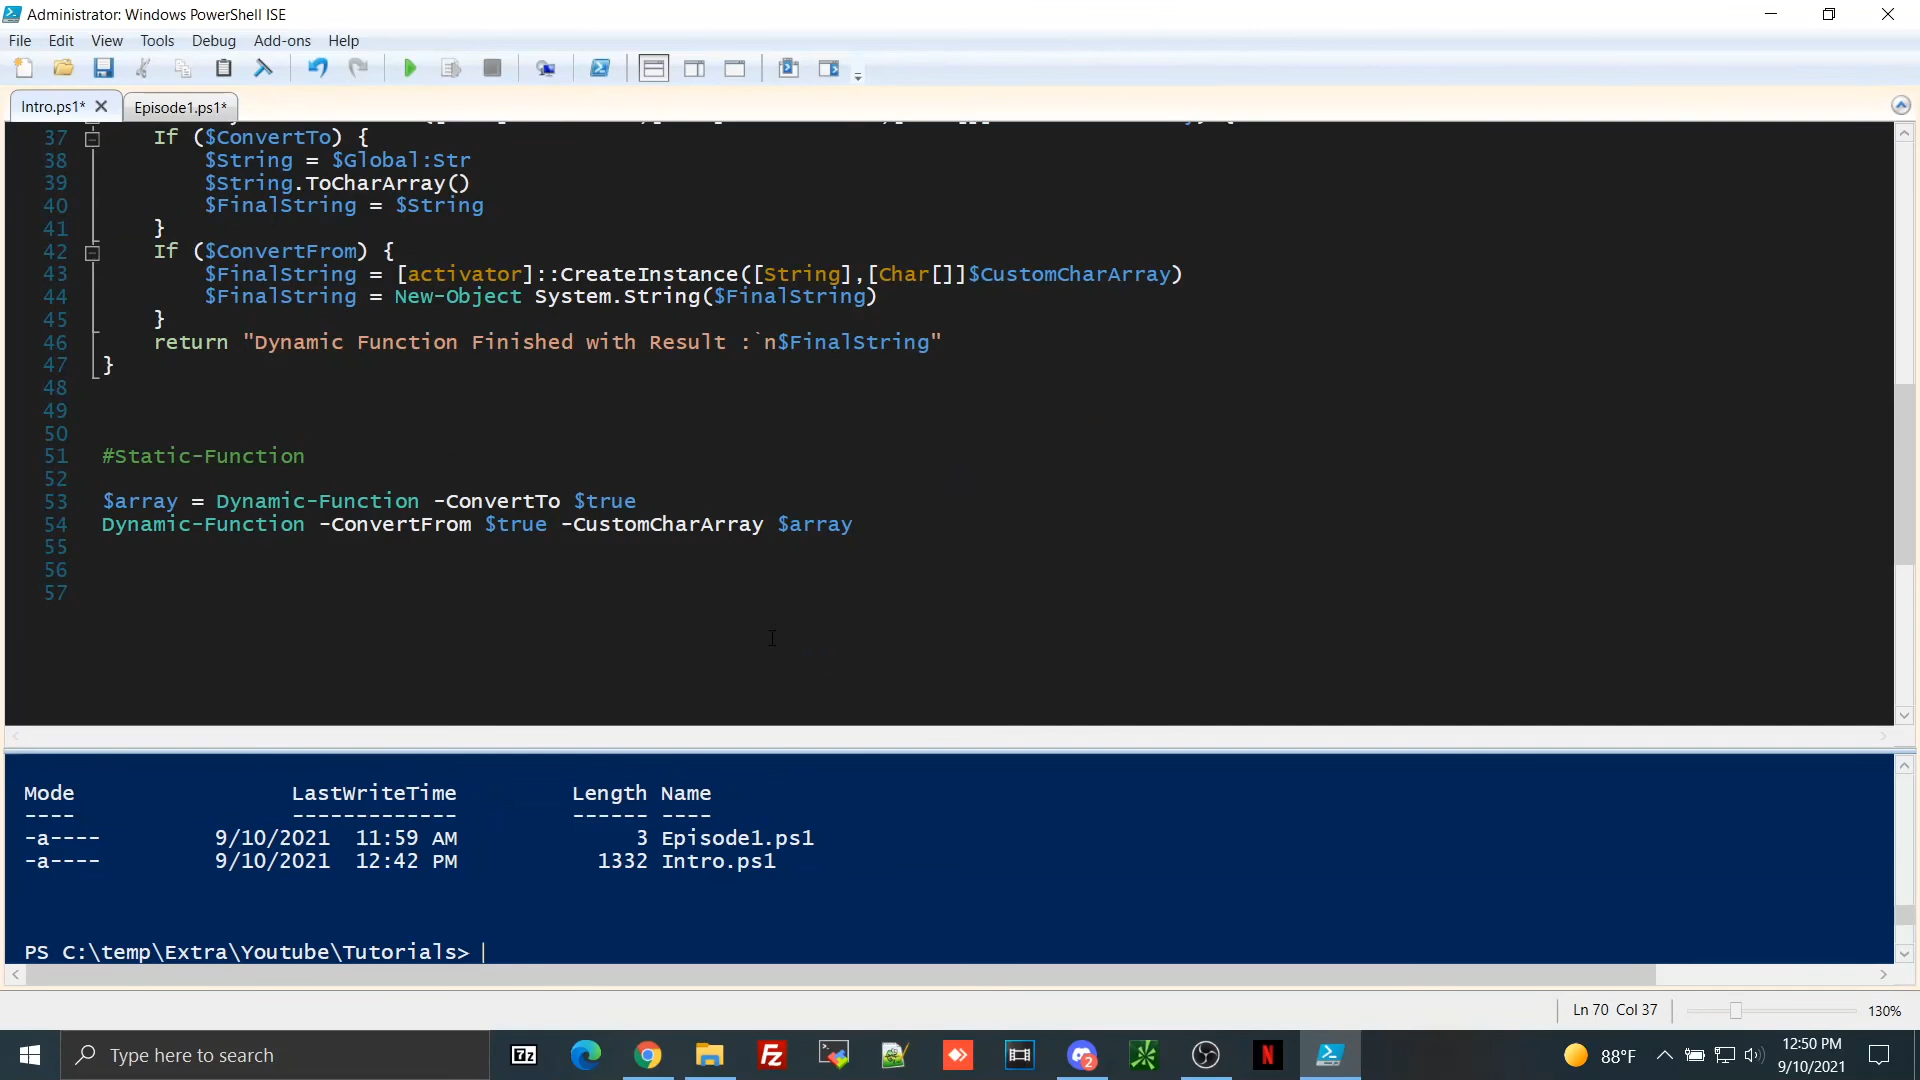 Administrator: Windows PowerShell ISE
File Edit View Tools Debug Add-ons Help
Intro.ps1* Episode1.ps1*
37 If ($ConvertTo) {
38 $String = $Global:Str
39 $String.ToCharArray()
40 $FinalString = $String
41 }
42 If ($ConvertFrom) {
43 $FinalString = [activator]::CreateInstance([String],[Char[]]$CustomCharArray)
44 $FinalString = New-Object System.String($FinalString)
45 }
46 return "Dynamic Function Finished with Result :`n$FinalString"
47 }
48
49
50
51 #Static-Function
52
53 $array = Dynamic-Function -ConvertTo $true
54 Dynamic-Function -ConvertFrom $true -CustomCharArray $array
55
56
57
Mode LastWriteTime Length Name
---- ------------- ------ ----
-a---- 9/10/2021 11:59 AM 3 Episode1.ps1
-a---- 9/10/2021 12:42 PM 1332 Intro.ps1
PS C:\temp\Extra\Youtube\Tutorials>
Ln 70 Col 37 130%
Type here to search
7z
2
88°F
12:50 PM
9/10/2021